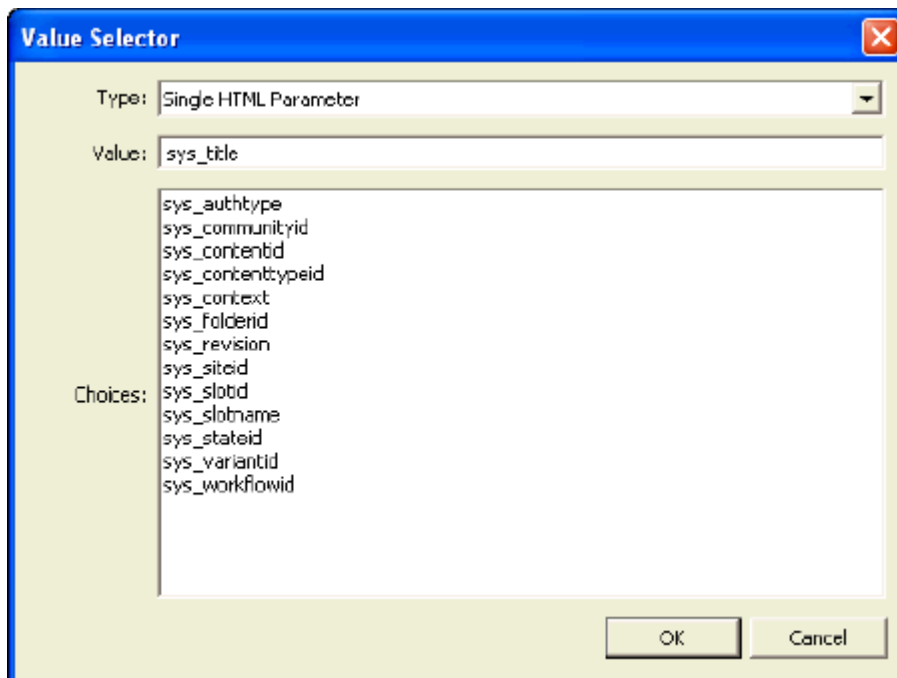 Value Selector
Type: Single HTML Parameter
Value: sys_title
sys_authtype
sys_communityid
sys_contentid
sys_contenttypeid
sys_context
sys_folderid
sys_revision
sys_siteid
Choices: sys_slotid
sys_slotname
sys_stateid
sys_variantid
sys_workflowid
OK Cancel